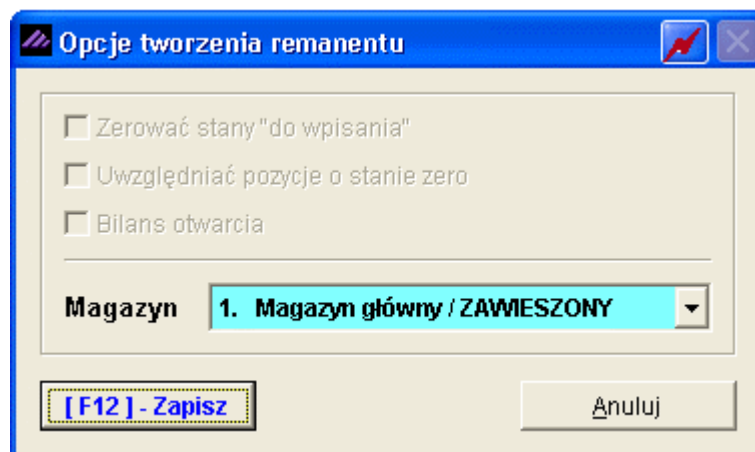 Opcje tworzenia remanentu
Zerować stany "do wpisania"
Uwzględniać pozycje o stanie zero
Bilans otwarcia
Magazyn 1. Magazyn główny / ZAWIESZONY
[ F12 ] - Zapisz Anuluj